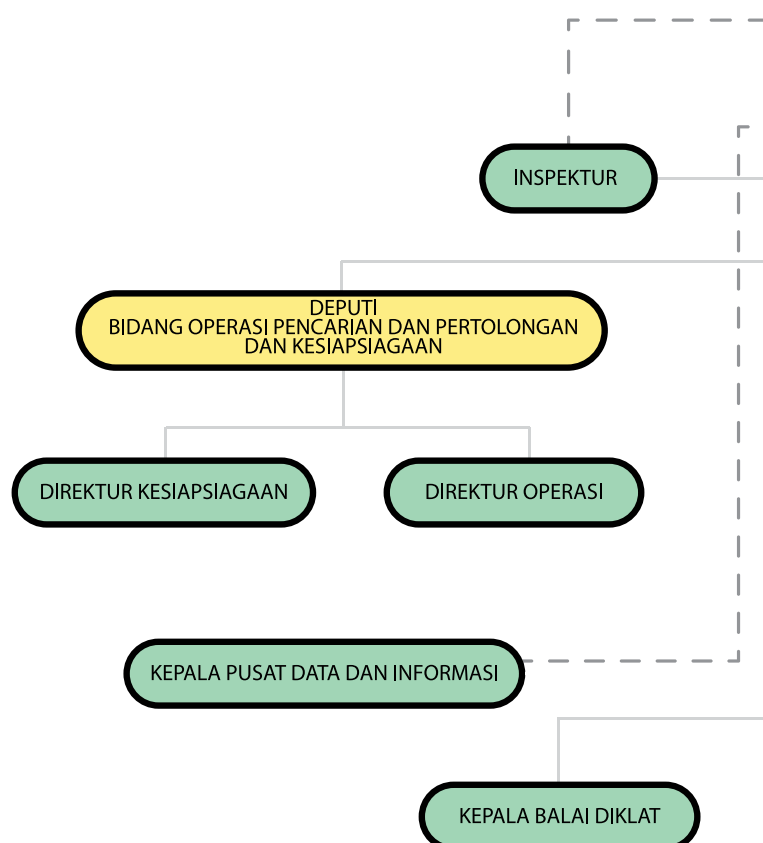 INSPEKTUR
DEPUTI
BIDANG OPERASI PENCARIAN DAN PERTOLONGAN
DAN KESIAPSIAGAAN
DIREKTUR KESIAPSIAGAAN
DIREKTUR OPERASI
KEPALA PUSAT DATA DAN INFORMASI
KEPALA BALAI DIKLAT